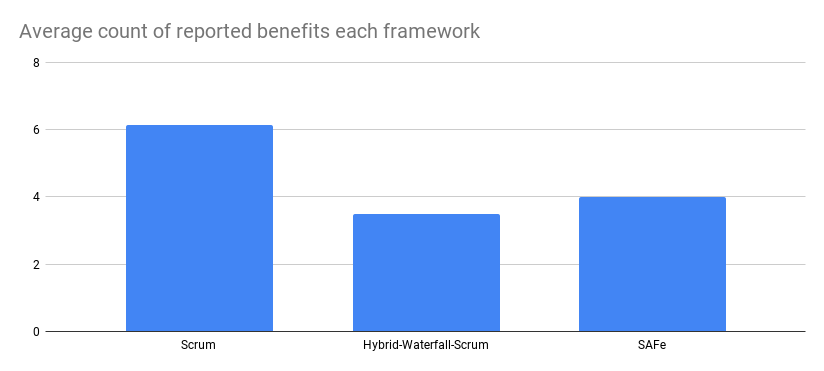 Average count of reported benefits each framework
8
6
4
2
0
Scrum
Hybrid-Waterfall-Scrum
SAFe